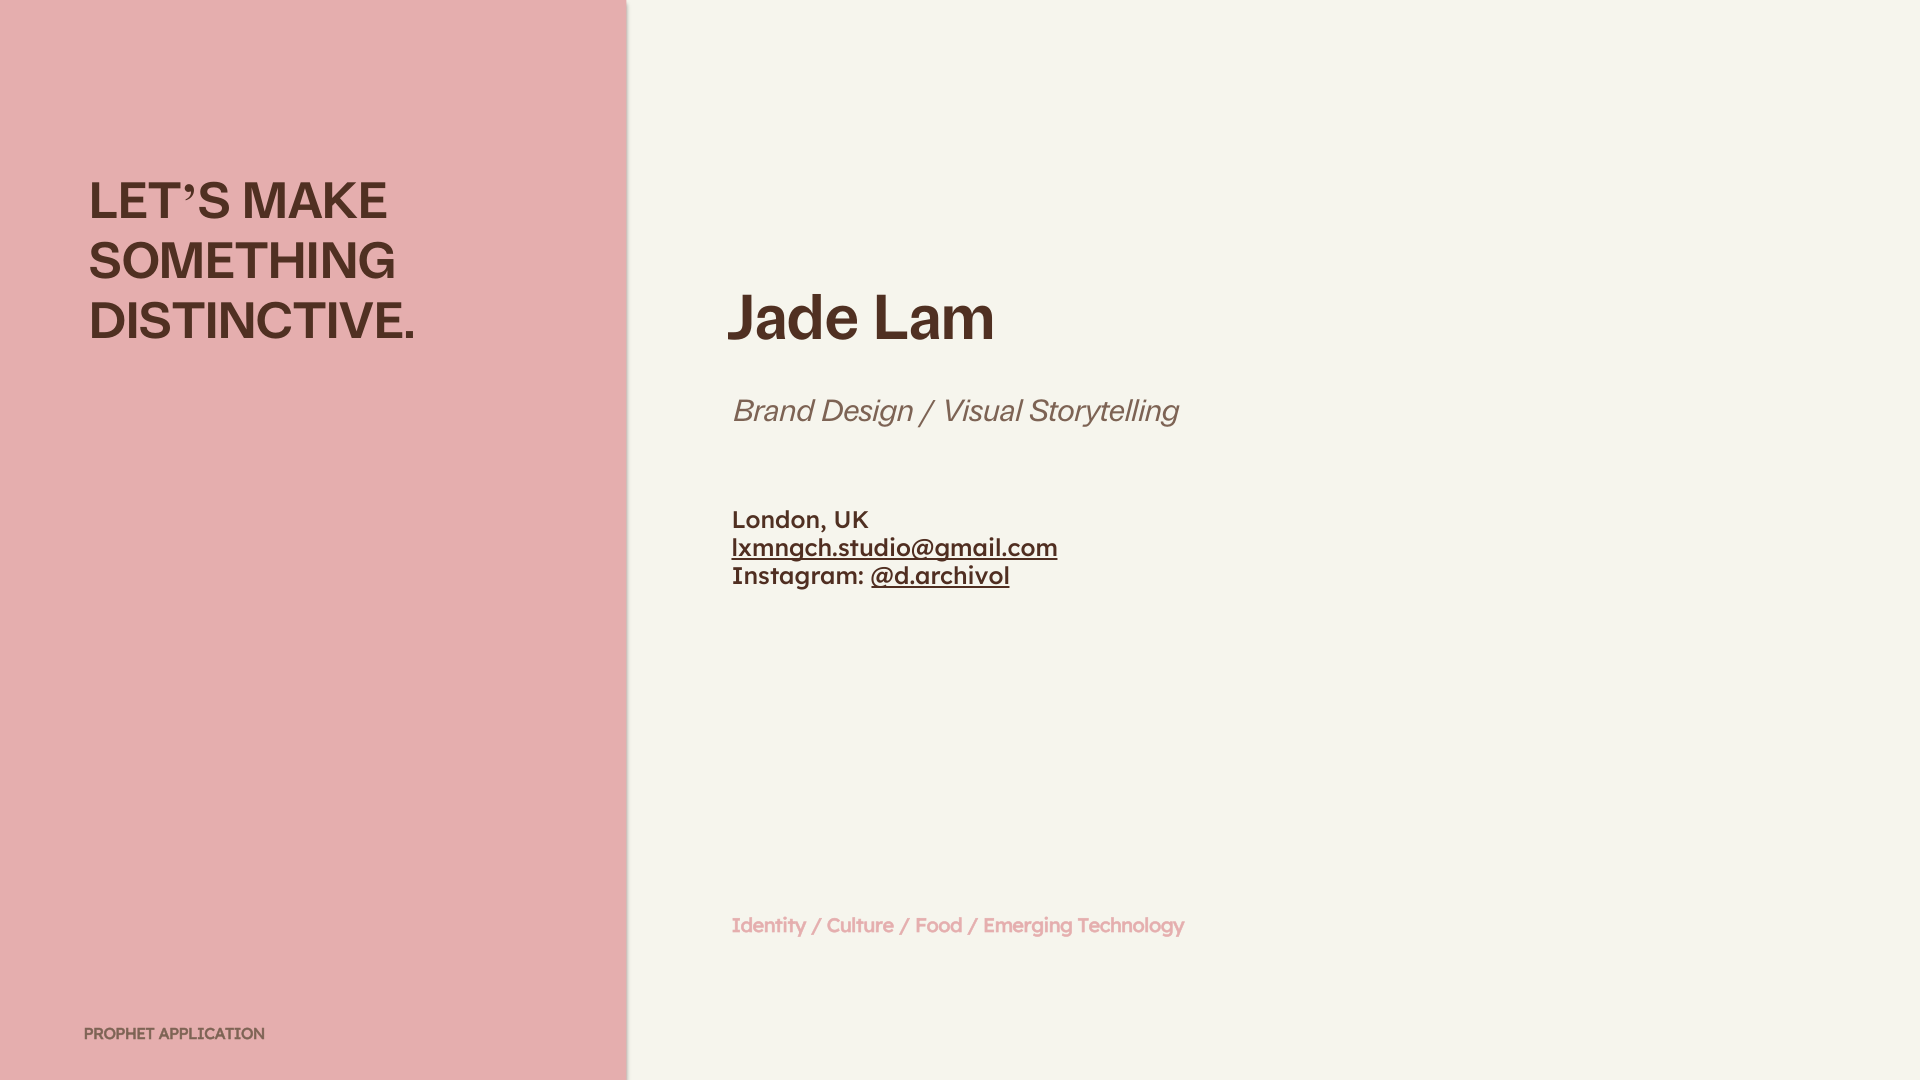 LET’S MAKE
SOMETHING
DISTINCTIVE.
Jade Lam
Brand Design / Visual Storytelling
London, UK
lxmngch.studio@gmail.com
Instagram: @d.archivol
Identity / Culture / Food / Emerging Technology
PROPHET APPLICATION